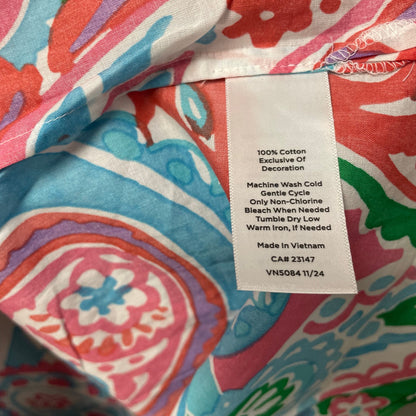 100% Cotton
Exclusive Of
Decoration
Machine Wash Cold
Gentle Cycle
Only Non-Chlorine
Bleach When Needed
Tumble Dry Low
Warm Iron, If Needed
Made In Vietnam
CA# 23147
VN5084 11/24